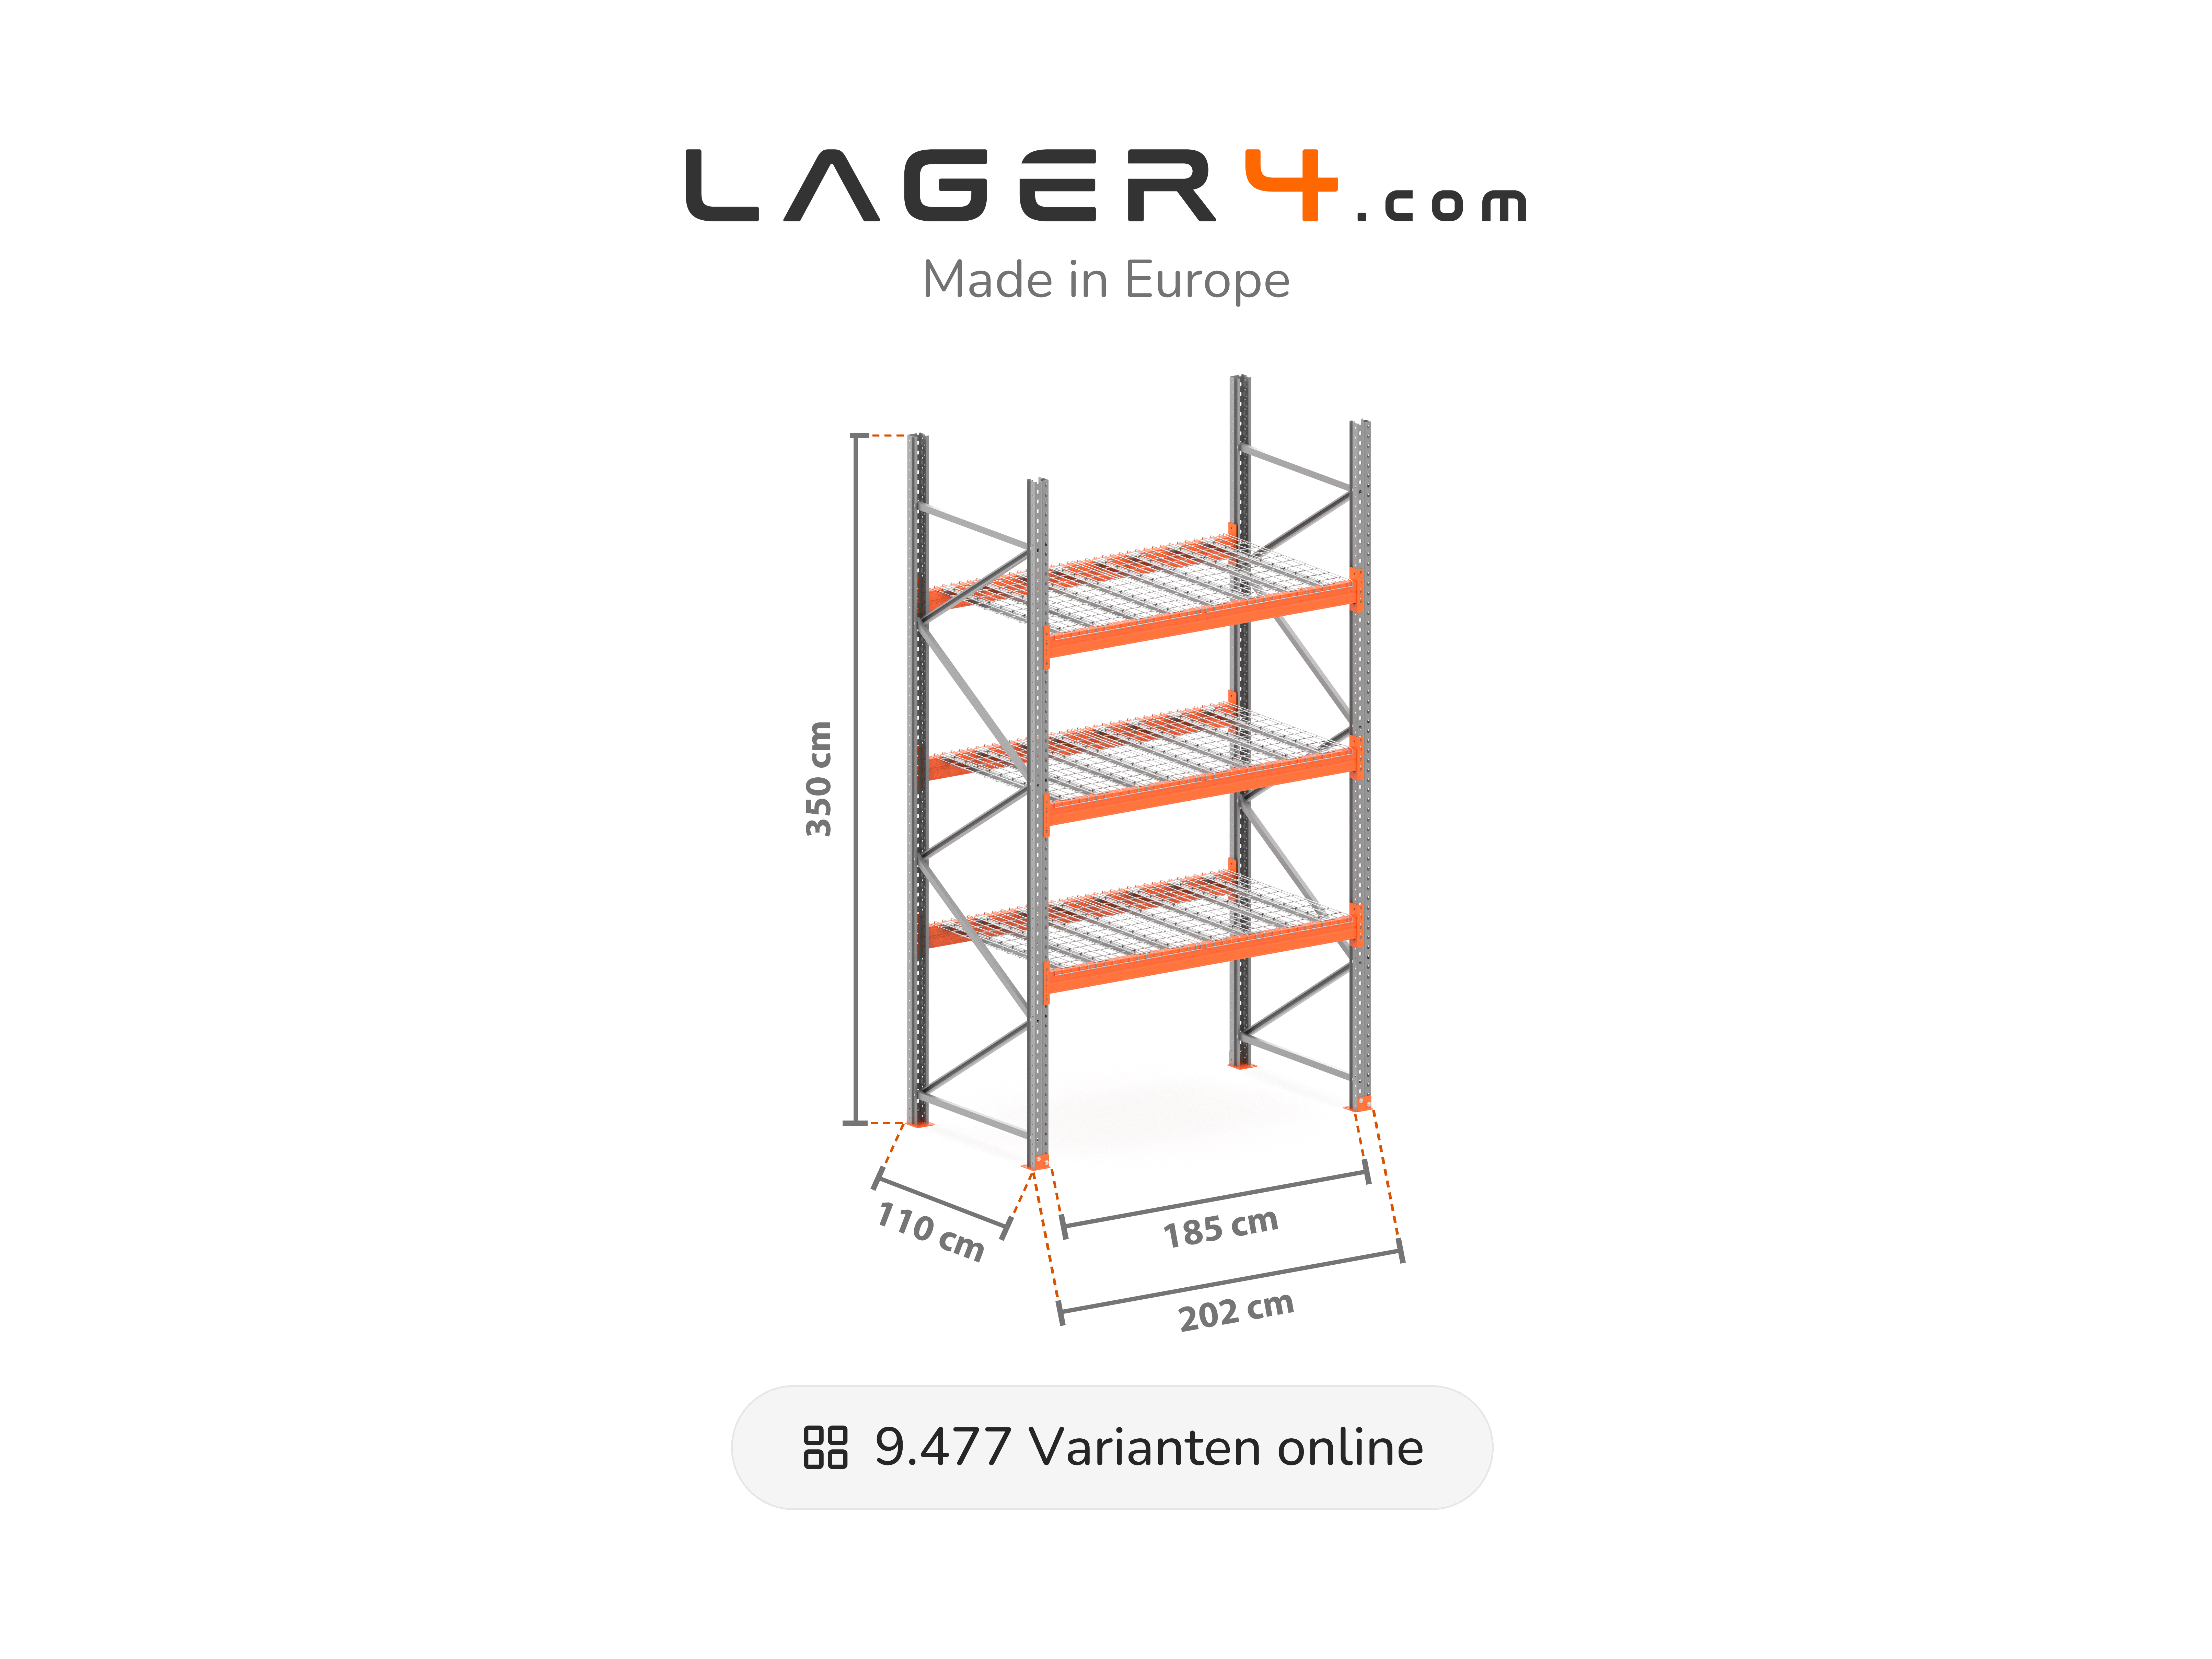 LAGER4.com
Made in Europe
350 cm
110 cm
185 cm
202 cm
9.477 Varianten online